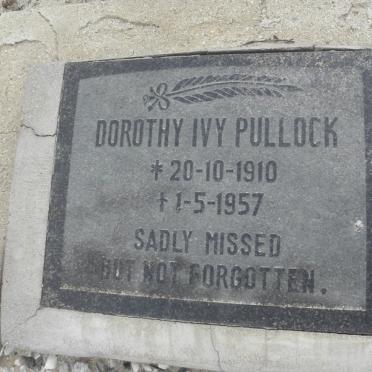 DOROTHY IVY PULLOCK
* 20-10-1910
† 1-5-1957
SADLY MISSED
BUT NOT FORGOTTEN.